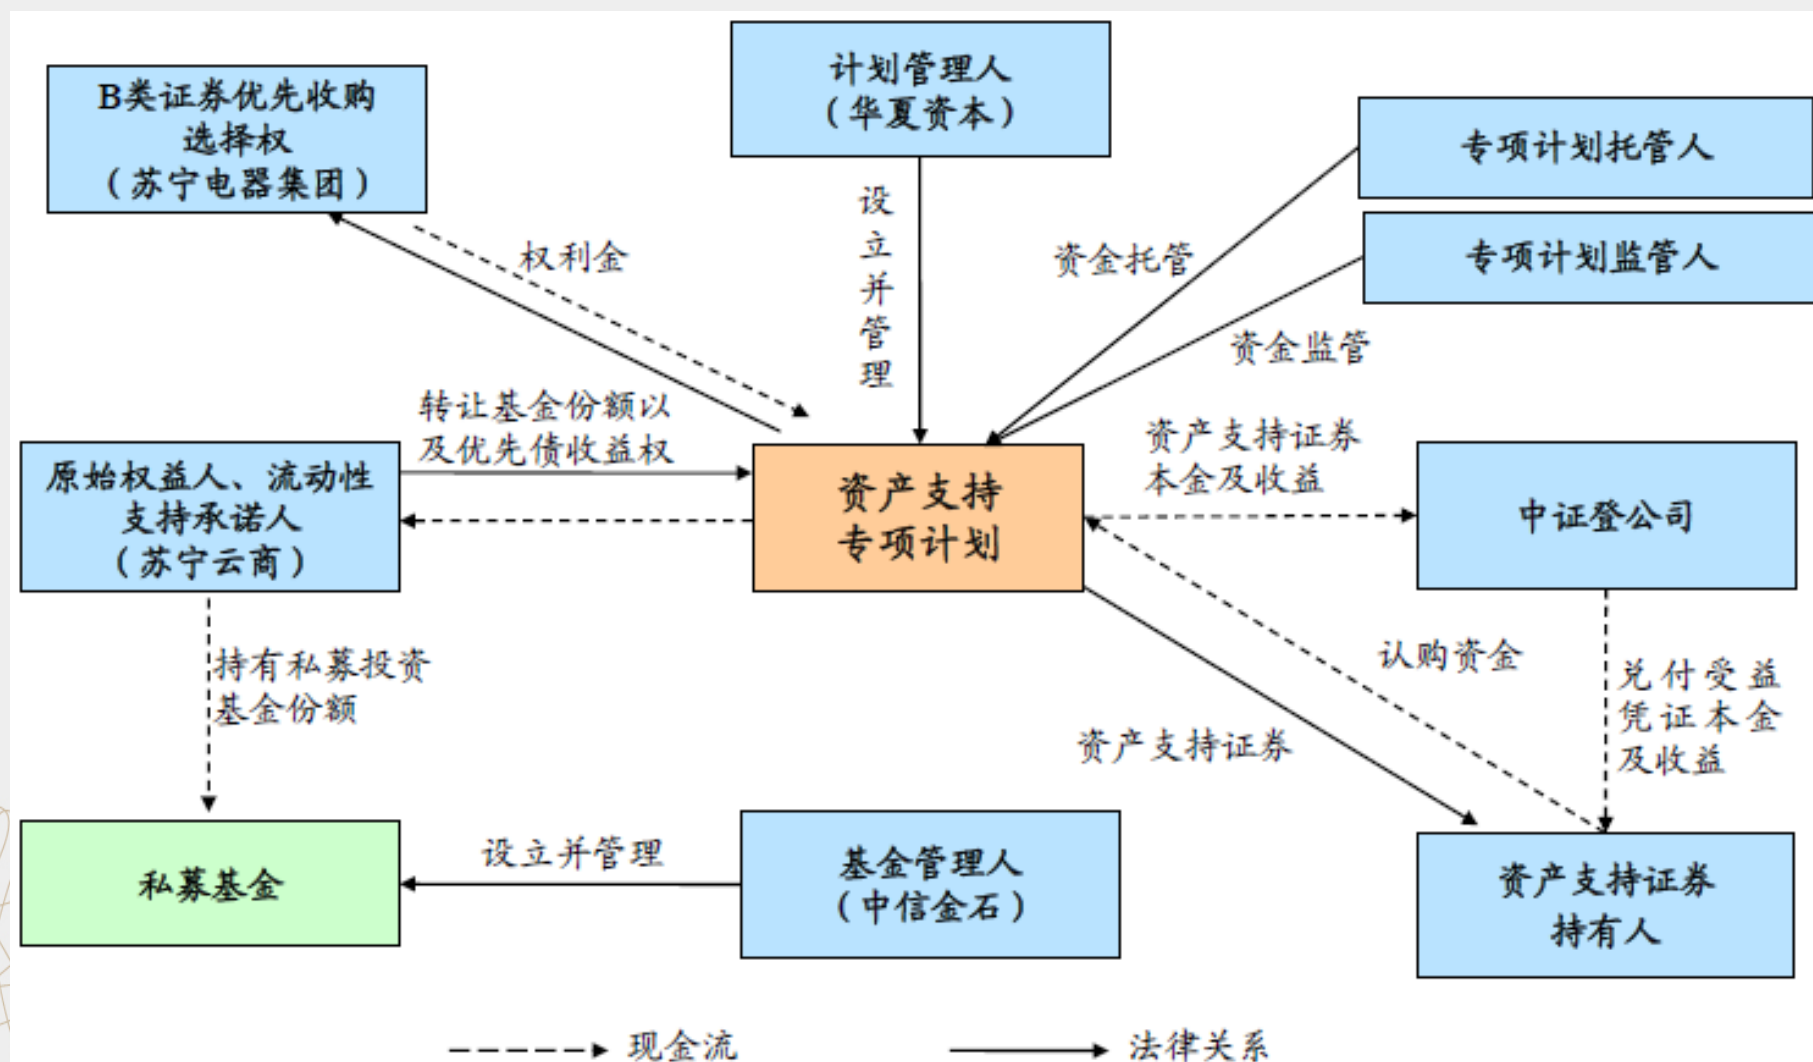 计划管理人
（华夏资本）
B类证券优先收购
选择权
（苏宁电器集团）
专项计划托管人
专项计划监管人
权利金
设
立
并
管
理
资金托管
资金监管
转让基金份额以
及优先债收益权
资产支持证券
本金及收益
原始权益人、流动性
支持承诺人
（苏宁云商）
资产支持
专项计划
中证登公司
持有私募投资
基金份额
认购资金
兑付受益
凭证本金
及收益
资产支持证券
私募基金
设立并管理
基金管理人
（中信金石）
资产支持证券
持有人
现金流
法律关系